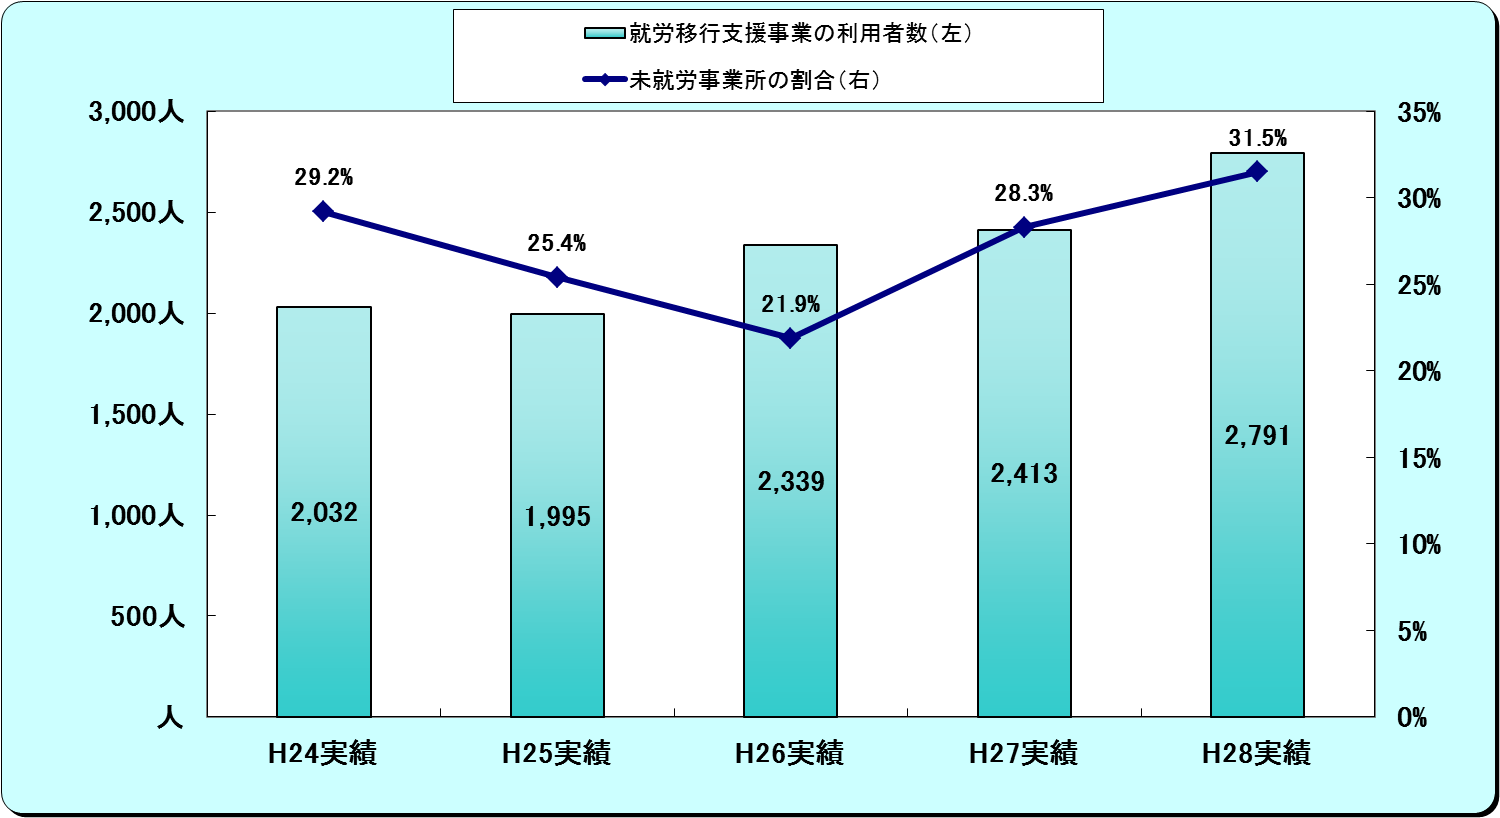 就労移行支援事業の利用者数（左）
未就労事業所の割合（右）
3,000人
2,500人
2,000人
1,500人
1,000人
500人
人
35%
30%
25%
20%
15%
10%
5%
0%
29.2%
25.4%
21.9%
28.3%
31.5%
2,032
1,995
2,339
2,413
2,791
H24実績
H25実績
H26実績
H27実績
H28実績